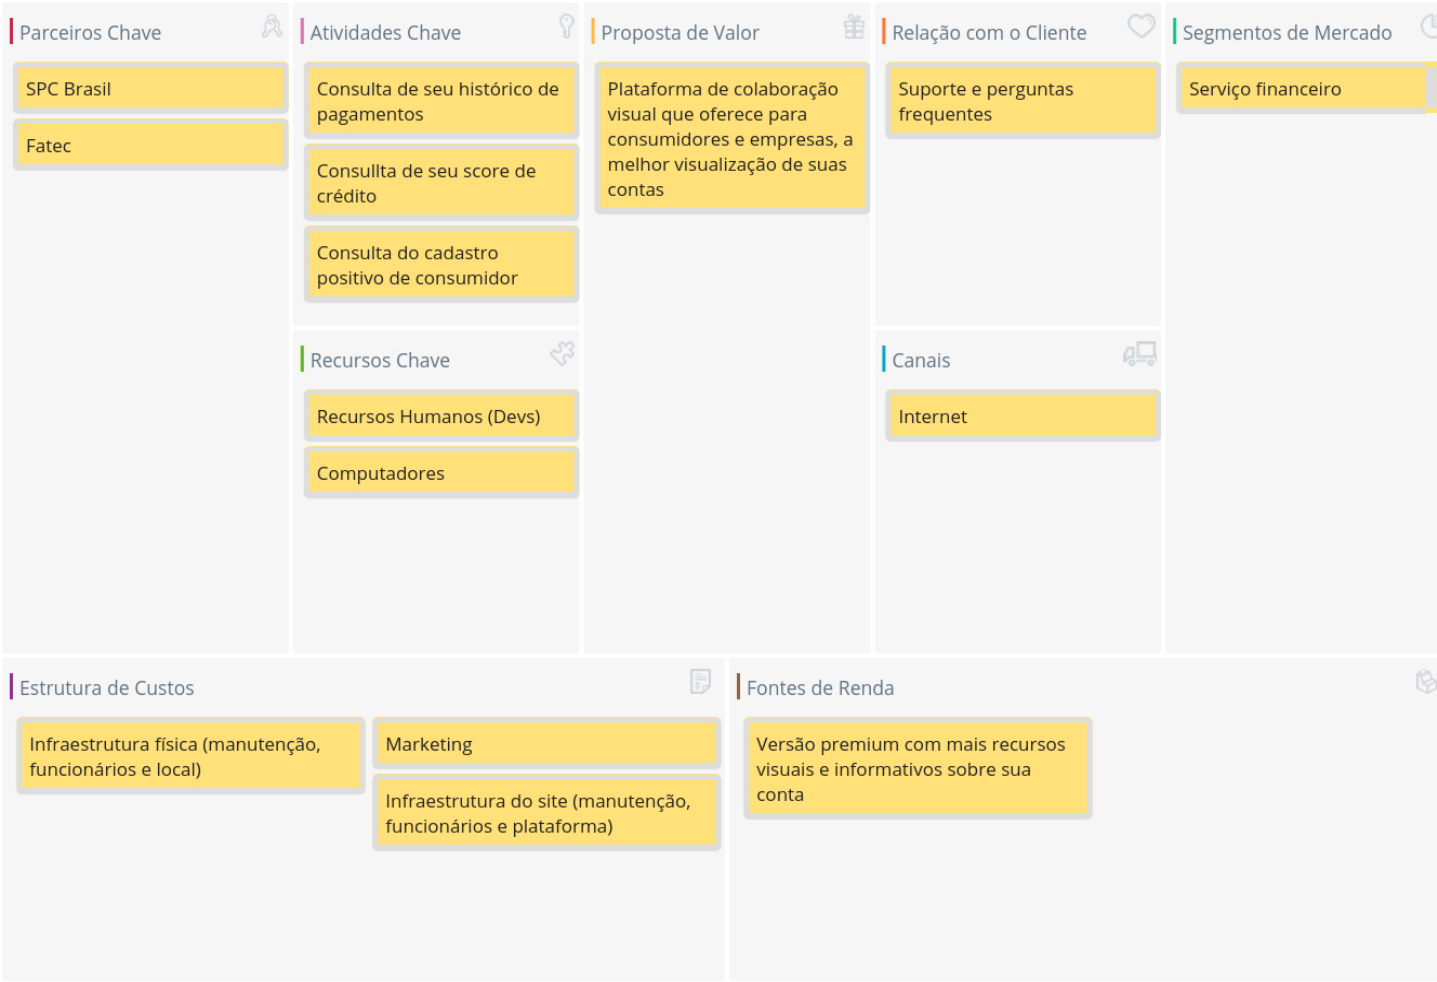 Parceiros Chave
SPC Brasil
Fatec
Atividades Chave
Consulta de seu histórico de
pagamentos
Consullta de seu score de
crédito
Consulta do cadastro
positivo de consumidor
Recursos Chave
Recursos Humanos (Devs)
Computadores
Proposta de Valor
Plataforma de colaboração
visual que oferece para
consumidores e empresas, a
melhor visualização de suas
contas
Relação com o Cliente
Suporte e perguntas
frequentes
Canais
Internet
Segmentos de Mercado
Serviço financeiro
Estrutura de Custos
Infraestrutura física (manutenção,
funcionários e local)
Marketing
Infraestrutura do site (manutenção,
funcionários e plataforma)
Fontes de Renda
Versão premium com mais recursos
visuais e informativos sobre sua
conta